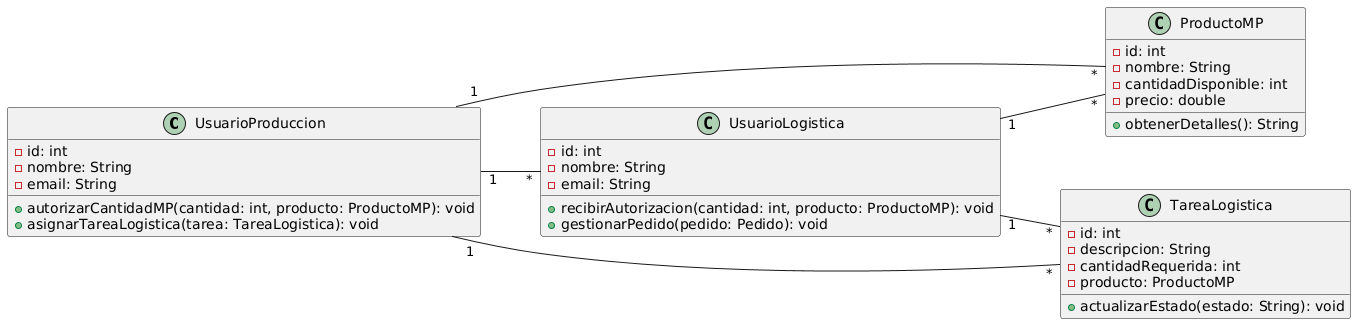 C UsuarioProduccion
id: int
nombre: String
email: String
autorizarCantidadMP(cantidad: int, producto: ProductoMP): void
asignarTareaLogistica(tarea: TareaLogistica): void
C UsuarioLogistica
id: int
nombre: String
email: String
recibirAutorizacion(cantidad: int, producto: ProductoMP): void
gestionarPedido(pedido: Pedido): void
C ProductoMP
id: int
nombre: String
cantidadDisponible: int
precio: double
obtenerDetalles(): String
C TareaLogistica
id: int
descripcion: String
cantidadRequerida: int
producto: ProductoMP
actualizarEstado(estado: String): void
1
*
1
*
1
*
1
*
1
*